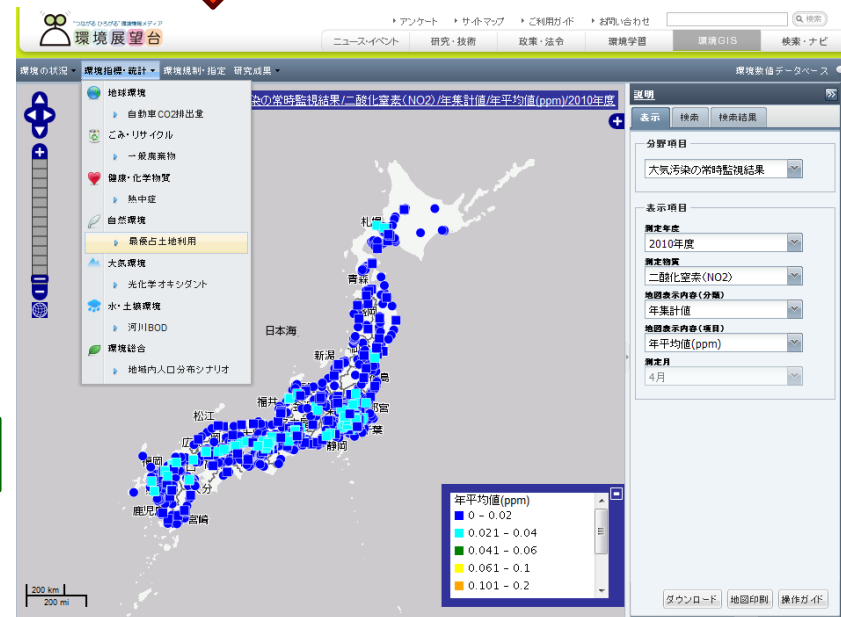 "つながる ひろがる" 環境情報メディア
環境展望台
アンケート サイトマップ ご利用ガイド お問い合わせ 検索
ニュース・イベント 研究・技術 政策・法令 環境学習 環境GIS 検索・ナビ
環境の状況 環境指標・統計 環境規制・指定 研究成果 環境数値データベース
地球環境
自動車CO2排出量
ごみ・リサイクル
一般廃棄物
健康・化学物質
熱中症
自然環境
最優占土地利用
大気環境
光化学オキシダント
水・土壌環境
河川BOD
環境総合
地域内人口分布シナリオ
染の常時監視結果/二酸化窒素(NO2)/年集計値/年平均値(ppm)/2010年度
札幌
青森
日本海
新潟
島
福井
宮
松江
千葉
静岡
広
福岡
大分
鹿児
宮崎
200 km
200 mi
年平均値(ppm)
0 - 0.02
0.021 - 0.04
0.041 - 0.06
0.061 - 0.1
0.101 - 0.2
説明
表示 検索 検索結果
分野項目
大気汚染の常時監視結果
表示項目
測定年度
2010年度
測定物質
二酸化窒素(NO2)
地図表示内容(分類)
年集計値
地図表示内容(項目)
年平均値(ppm)
測定月
4月
ダウンロード 地図印刷 操作ガイド